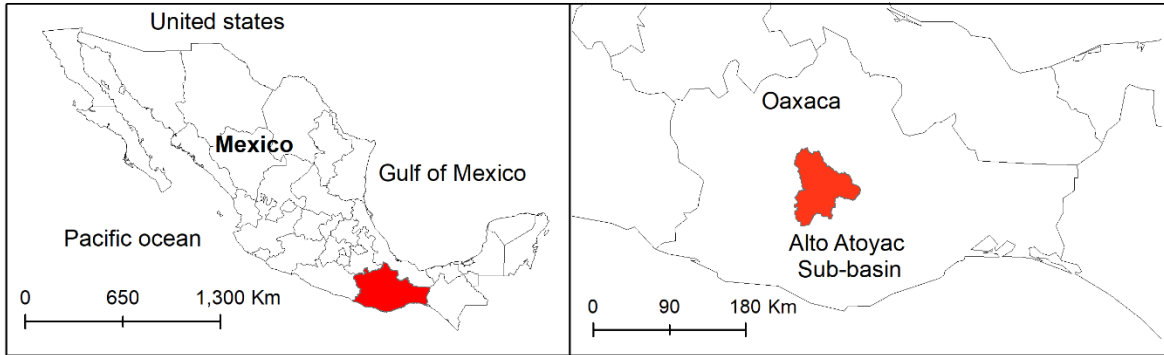 United states
Mexico
Gulf of Mexico
Pacific ocean
0 650 1,300 Km
Oaxaca
Alto Atoyac
Sub-basin
0 90 180 Km